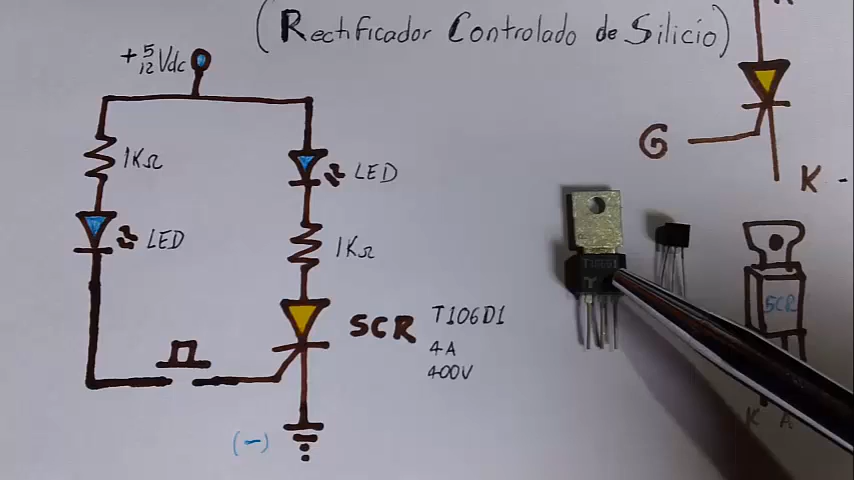 (Rectificador Controlado de Silicio)
+5
12 Vdc
1KΩ
LED
LED
1KΩ
SCR
T106D1
4A
400V
(-)
G
K -
SCR
K A